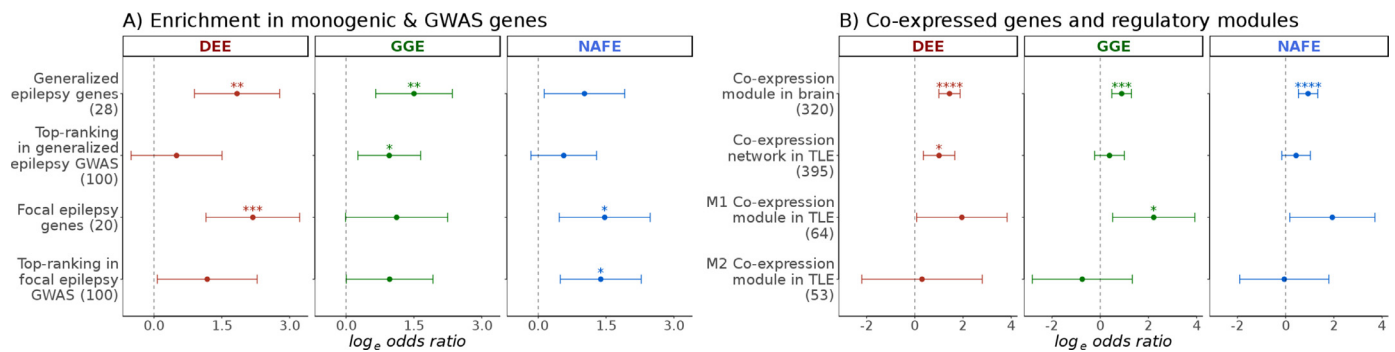 A) Enrichment in monogenic & GWAS genes
DEE
GGE
NAFE
Generalized
epilepsy genes
(28)
Top-ranking
in generalized
epilepsy GWAS
(100)
Focal epilepsy
genes (20)
Top-ranking in
focal epilepsy
GWAS (100)
**
**
*
***
*
*
0.0 1.5 3.0
0.0 1.5 3.0
0.0 1.5 3.0
log_e odds ratio
B) Co-expressed genes and regulatory modules
DEE
GGE
NAFE
Co-expression
module in brain
(320)
Co-expression
network in TLE
(395)
M1 Co-expression
module in TLE
(64)
M2 Co-expression
module in TLE
(53)
****
***
****
*
*
-2 0 2 4
-2 0 2 4
-2 0 2 4
log_e odds ratio